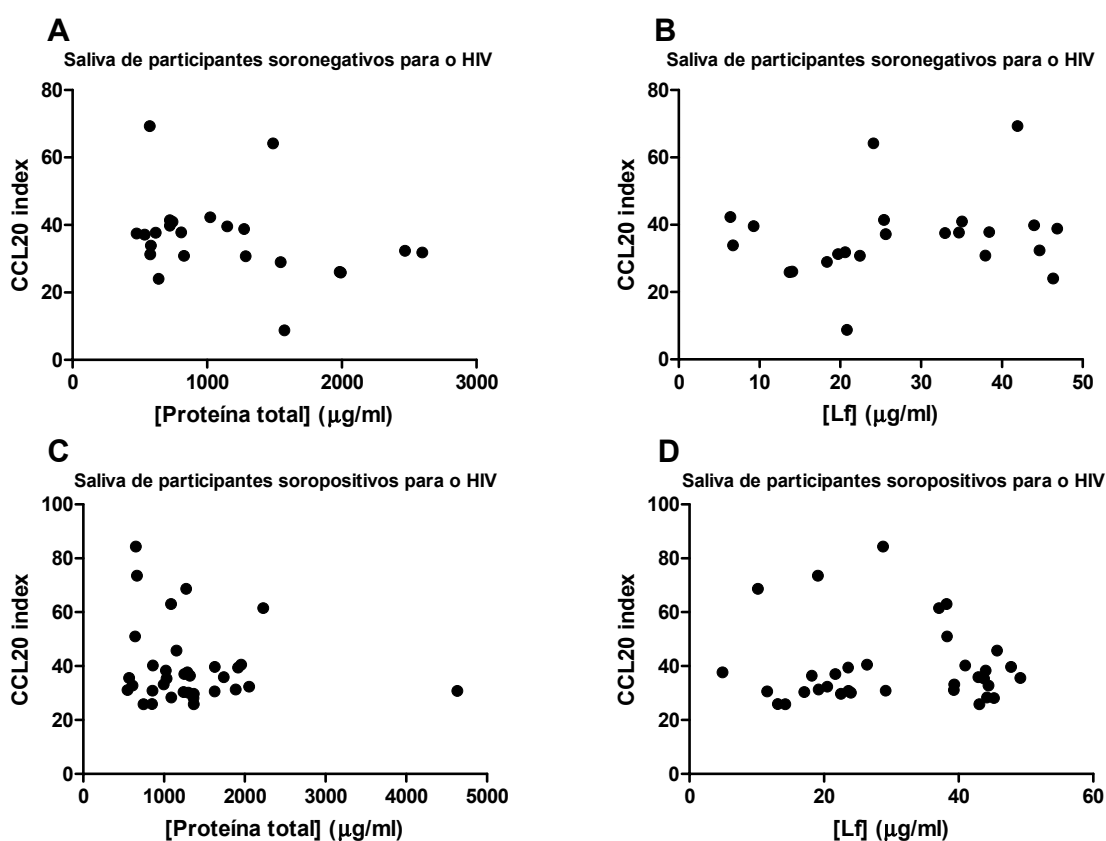 A
Saliva de participantes soronegativos para o HIV
80
60
40
20
0
CCL20 index
0 1000 2000 3000
[Proteína total] (μg/ml)
B
Saliva de participantes soronegativos para o HIV
80
60
40
20
0
CCL20 index
0 10 20 30 40 50
[Lf] (μg/ml)
C
Saliva de participantes soropositivos para o HIV
100
80
60
40
20
0
CCL20 index
0 1000 2000 3000 4000 5000
[Proteína total] (μg/ml)
D
Saliva de participantes soropositivos para o HIV
100
80
60
40
20
0
CCL20 index
0 20 40 60
[Lf] (μg/ml)